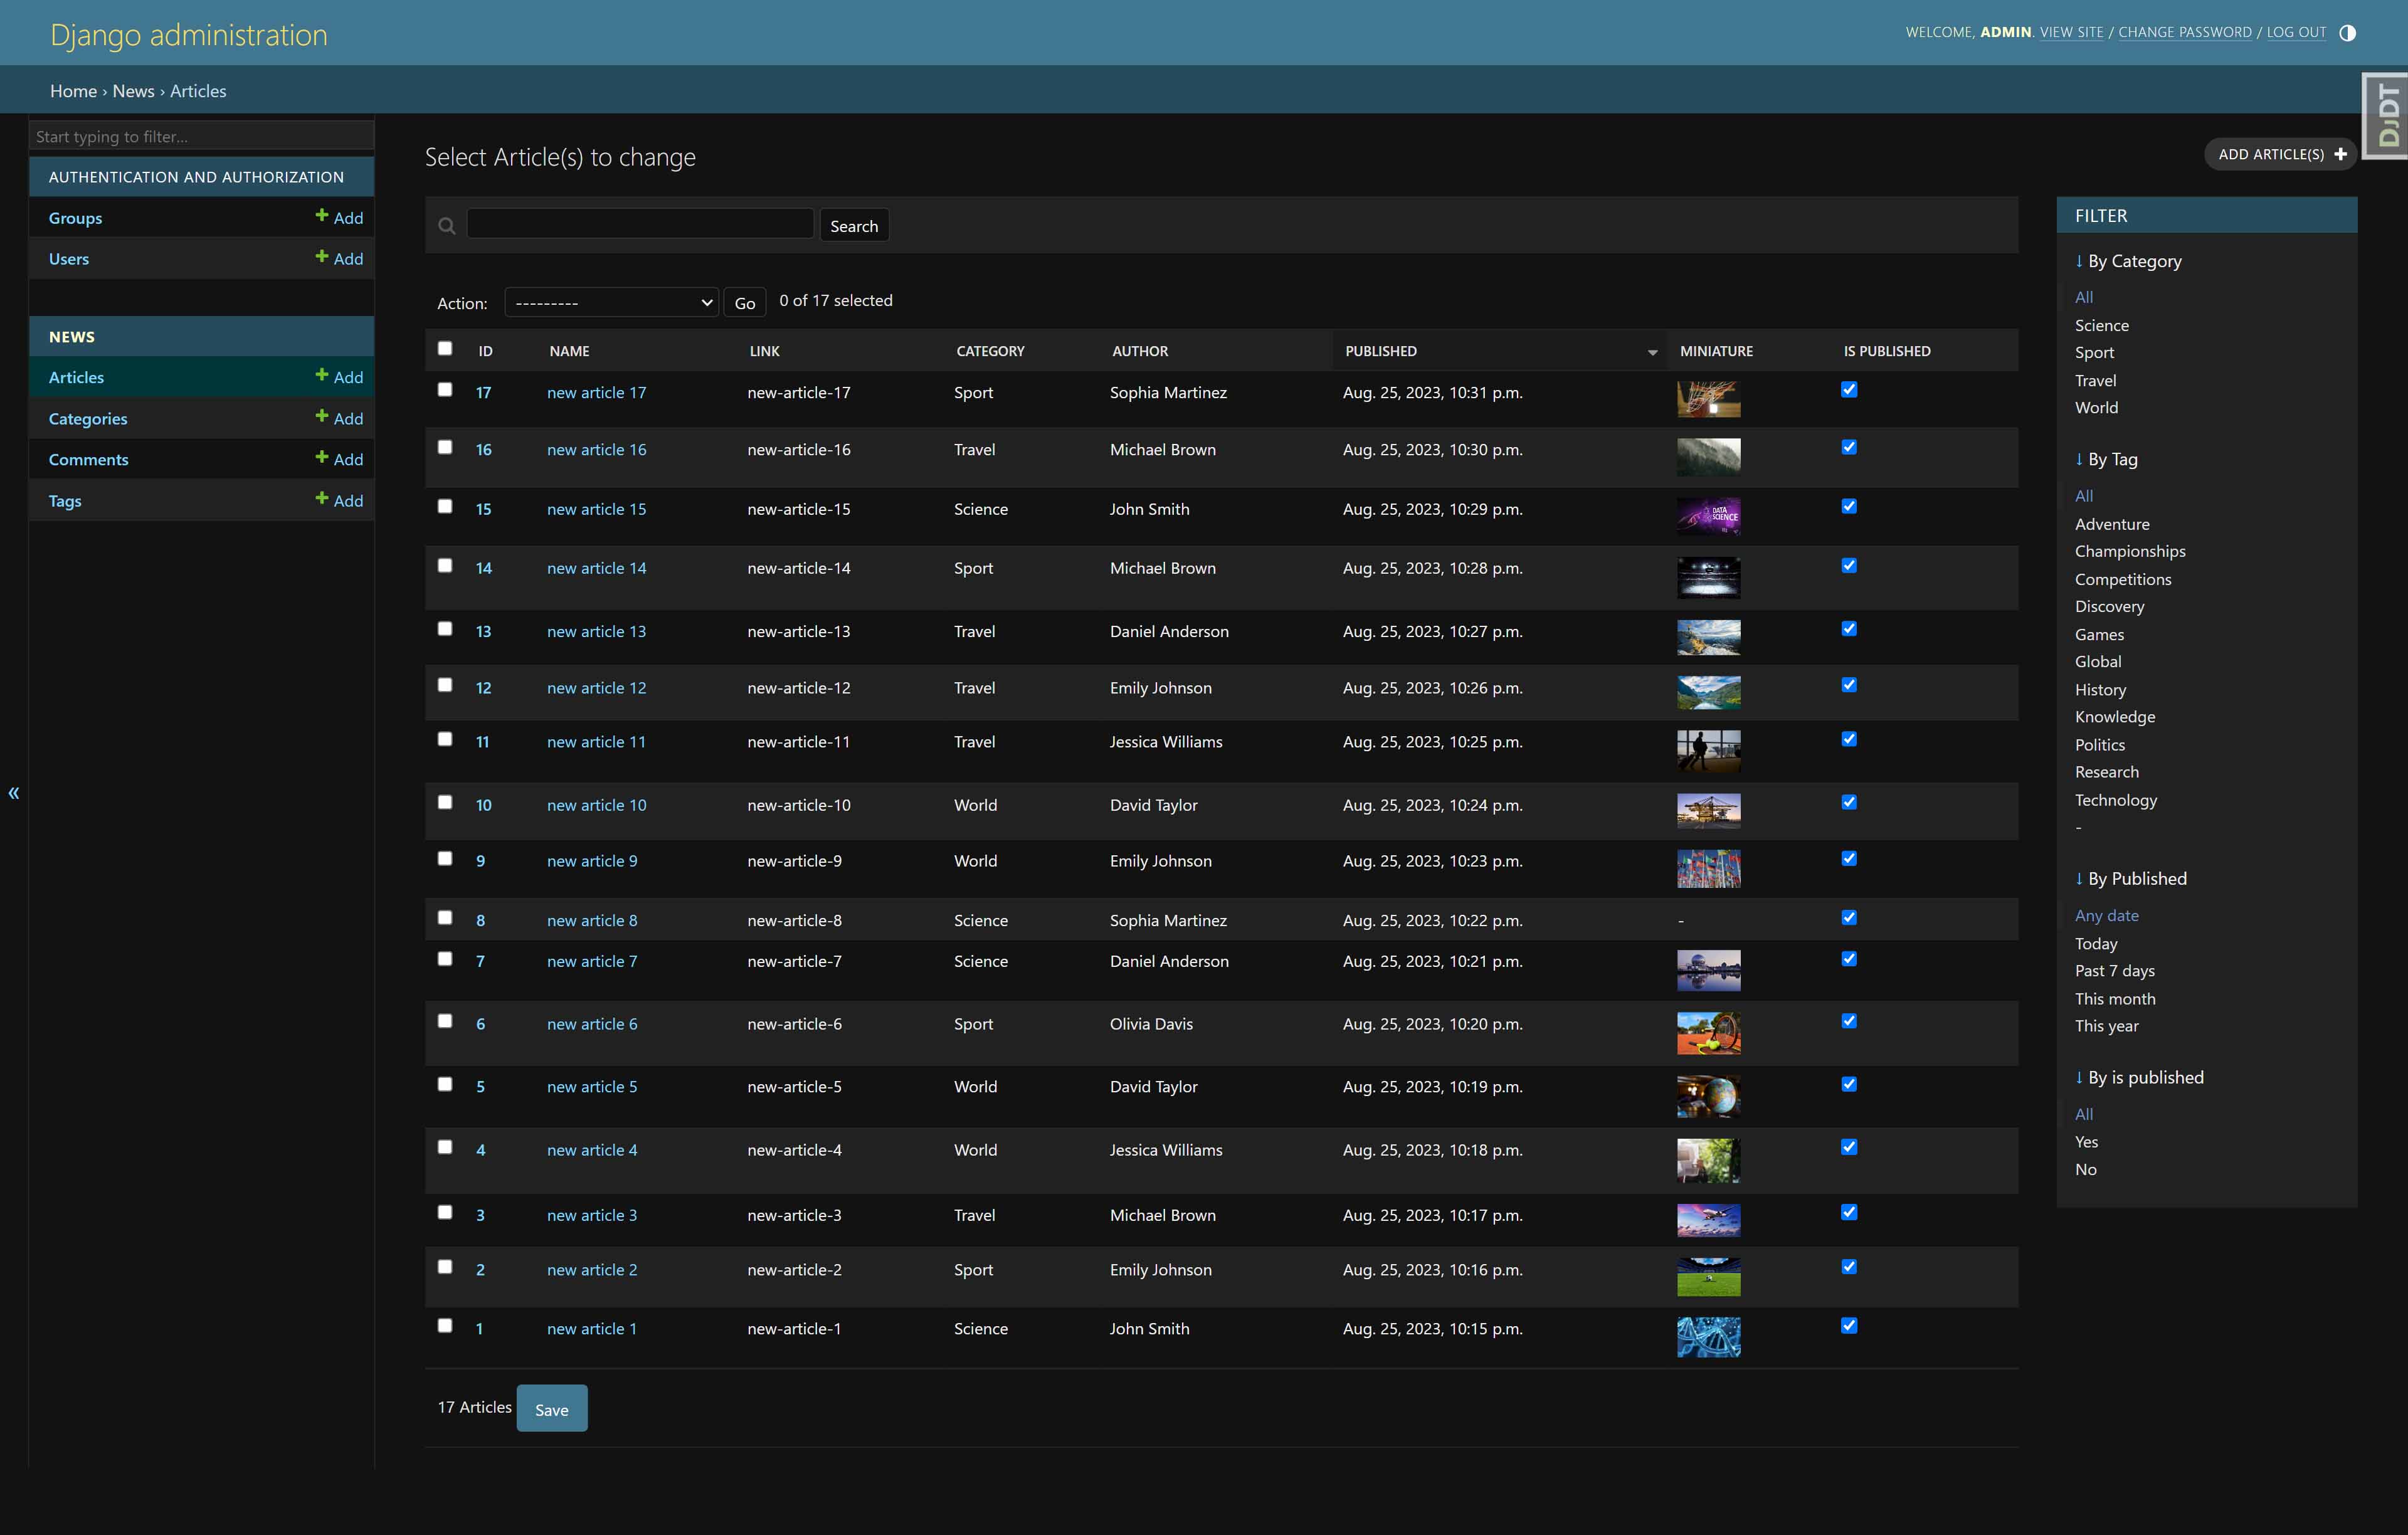 Django administration
WELCOME, ADMIN. VIEW SITE / CHANGE PASSWORD / LOG OUT
Home › News › Articles
DJDT
Start typing to filter...
AUTHENTICATION AND AUTHORIZATION
Groups + Add
Users + Add
NEWS
Articles + Add
Categories + Add
Comments + Add
Tags + Add
«
Select Article(s) to change
ADD ARTICLE(S) +
Search
Action: --------- Go 0 of 17 selected
ID NAME LINK CATEGORY AUTHOR PUBLISHED MINIATURE IS PUBLISHED
17 new article 17 new-article-17 Sport Sophia Martinez Aug. 25, 2023, 10:31 p.m.
16 new article 16 new-article-16 Travel Michael Brown Aug. 25, 2023, 10:30 p.m.
15 new article 15 new-article-15 Science John Smith Aug. 25, 2023, 10:29 p.m. DATA SCIENCE
14 new article 14 new-article-14 Sport Michael Brown Aug. 25, 2023, 10:28 p.m.
13 new article 13 new-article-13 Travel Daniel Anderson Aug. 25, 2023, 10:27 p.m.
12 new article 12 new-article-12 Travel Emily Johnson Aug. 25, 2023, 10:26 p.m.
11 new article 11 new-article-11 Travel Jessica Williams Aug. 25, 2023, 10:25 p.m.
10 new article 10 new-article-10 World David Taylor Aug. 25, 2023, 10:24 p.m.
9 new article 9 new-article-9 World Emily Johnson Aug. 25, 2023, 10:23 p.m.
8 new article 8 new-article-8 Science Sophia Martinez Aug. 25, 2023, 10:22 p.m. -
7 new article 7 new-article-7 Science Daniel Anderson Aug. 25, 2023, 10:21 p.m.
6 new article 6 new-article-6 Sport Olivia Davis Aug. 25, 2023, 10:20 p.m.
5 new article 5 new-article-5 World David Taylor Aug. 25, 2023, 10:19 p.m.
4 new article 4 new-article-4 World Jessica Williams Aug. 25, 2023, 10:18 p.m.
3 new article 3 new-article-3 Travel Michael Brown Aug. 25, 2023, 10:17 p.m.
2 new article 2 new-article-2 Sport Emily Johnson Aug. 25, 2023, 10:16 p.m.
1 new article 1 new-article-1 Science John Smith Aug. 25, 2023, 10:15 p.m.
17 Articles Save
FILTER
↓ By Category
All
Science
Sport
Travel
World
↓ By Tag
All
Adventure
Championships
Competitions
Discovery
Games
Global
History
Knowledge
Politics
Research
Technology
-
↓ By Published
Any date
Today
Past 7 days
This month
This year
↓ By is published
All
Yes
No